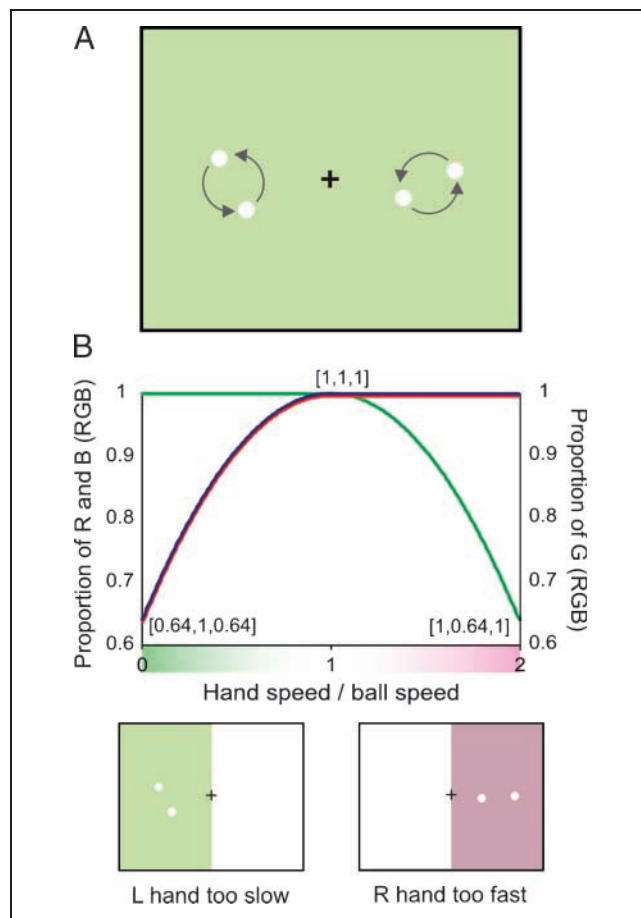 A
B
[1,1,1]
1
0.9
0.8
0.7
0.6
Proportion of R and B (RGB)
1
0.9
0.8
0.7
0.6
Proportion of G (RGB)
[0.64,1,0.64]
[1,0.64,1]
0
1
2
Hand speed / ball speed
L hand too slow
R hand too fast